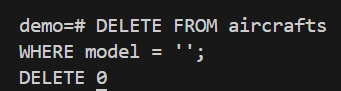 demo=# DELETE FROM aircrafts
WHERE model = '';
DELETE 0